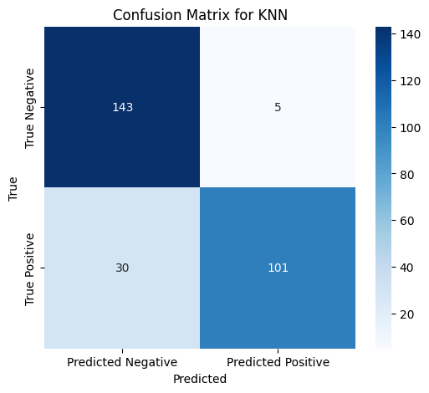 Confusion Matrix for KNN
True Negative
True Positive
True
143
5
30
101
Predicted Negative
Predicted Positive
Predicted
140
120
100
80
60
40
20